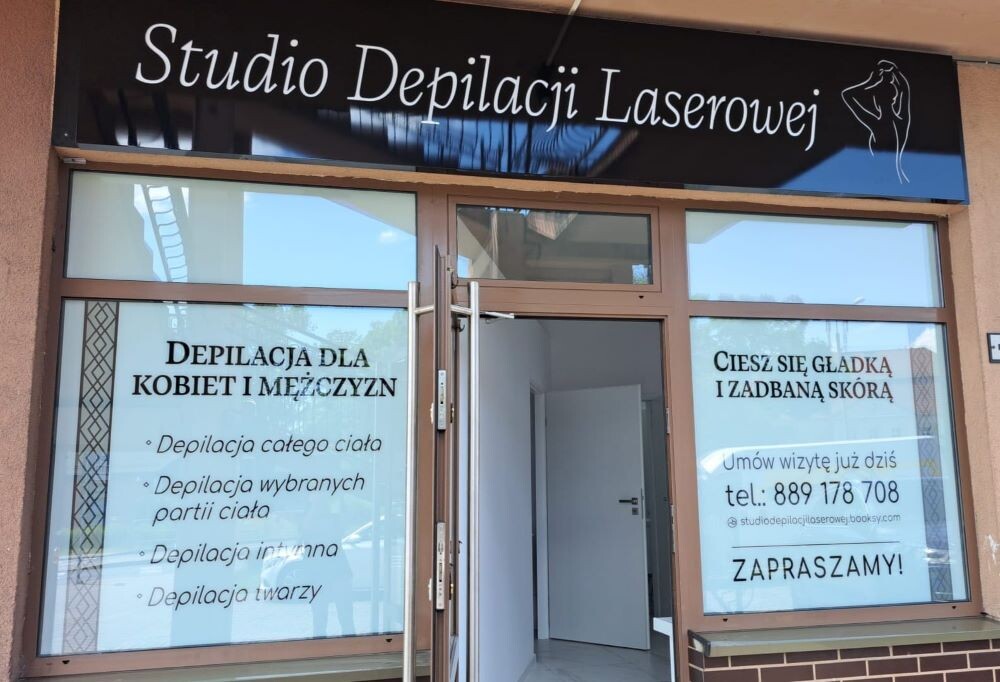 Studio Depilacji Laserowej
DEPILACJA DLA
KOBIET I MĘŻCZYZN
◦ Depilacja całego ciała
◦ Depilacja wybranych
partii ciała
◦ Depilacja intymna
◦ Depilacja twarzy
CIESZ SIĘ GŁADKĄ
I ZADBANĄ SKÓRĄ
Umów wizytę już dziś
tel.: 889 178 708
studiodepilacjilaserowej.booksy.com
ZAPRASZAMY!